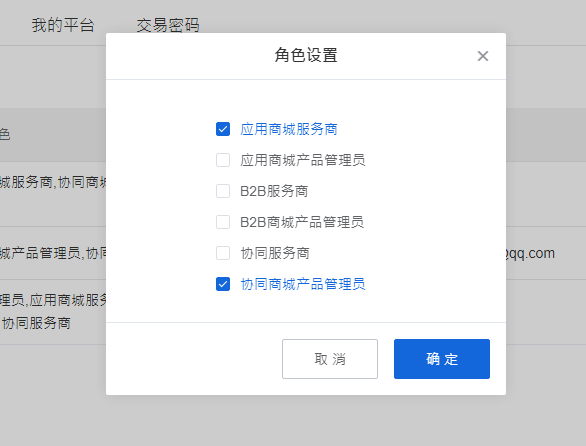 我的平台 交易密码
角色设置
色
应用商城服务商
应用商城产品管理员
城服务商,协同商城
B2B服务商
B2B商城产品管理员
城产品管理员,协同
协同服务商
@qq.com
协同商城产品管理员
理员,应用商城服务
协同服务商
取 消 确 定